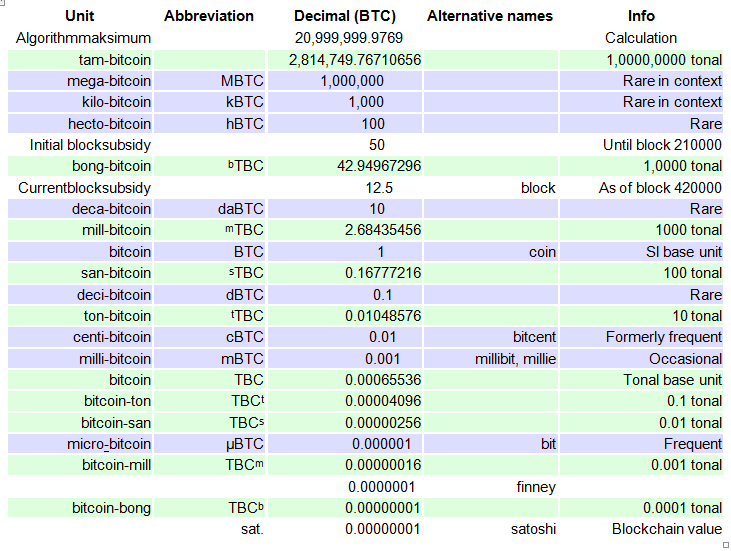 Unit Abbreviation Decimal (BTC) Alternative names Info
Algorithmmaksimum 20,999,999.9769 Calculation
tam-bitcoin 2,814,749.76710656 1,0000,0000 tonal
mega-bitcoin MBTC 1,000,000 Rare in context
kilo-bitcoin kBTC 1,000 Rare in context
hecto-bitcoin hBTC 100 Rare
Initial blocksubsidy 50 Until block 210000
bong-bitcoin ᵇTBC 42.94967296 1,0000 tonal
Currentblocksubsidy 12.5 block As of block 420000
deca-bitcoin daBTC 10 Rare
mill-bitcoin ᵐTBC 2.68435456 1000 tonal
bitcoin BTC 1 coin SI base unit
san-bitcoin ˢTBC 0.16777216 100 tonal
deci-bitcoin dBTC 0.1 Rare
ton-bitcoin ᵗTBC 0.01048576 10 tonal
centi-bitcoin cBTC 0.01 bitcent Formerly frequent
milli-bitcoin mBTC 0.001 millibit, millie Occasional
bitcoin TBC 0.00065536 Tonal base unit
bitcoin-ton TBCᵗ 0.00004096 0.1 tonal
bitcoin-san TBCˢ 0.00000256 0.01 tonal
micro_bitcoin µBTC 0.000001 bit Frequent
bitcoin-mill TBCᵐ 0.00000016 0.001 tonal
0.0000001 finney
bitcoin-bong TBCᵇ 0.00000001 0.0001 tonal
sat. 0.00000001 satoshi Blockchain value